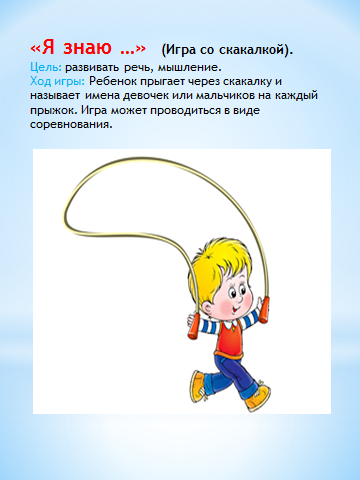 «Я знаю ...» (Игра со скакалкой).
Цель: развивать речь, мышление.
Ход игры: Ребенок прыгает через скакалку и
называет имена девочек или мальчиков на каждый
прыжок. Игра может проводиться в виде
соревнования.